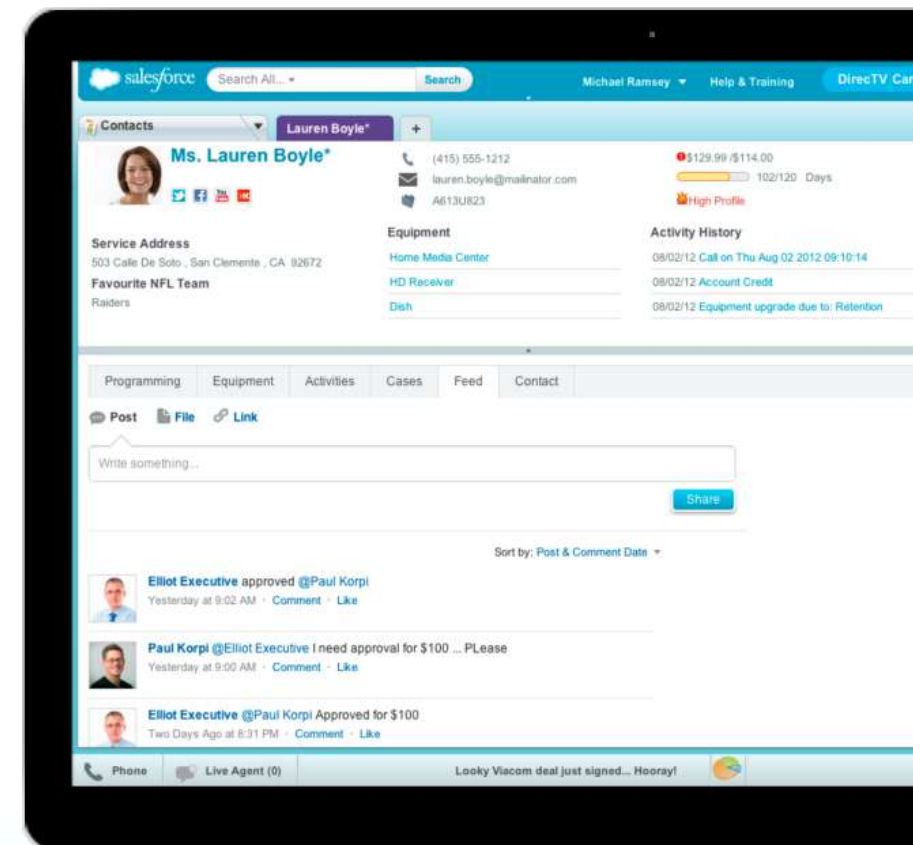 salesforce Search All... Search Michael Ramsey Help & Training DirecTV
Contacts Lauren Boyle* +
Ms. Lauren Boyle*
(415) 555-1212
lauren.boyle@mailinator.com
A613U823
$129.99 /$114.00
102/120 Days
High Profile
Service Address
503 Calle De Soto , San Clemente , CA 92672
Favourite NFL Team
Raiders
Equipment
Home Media Center
HD Receiver
Dish
Activity History
08/02/12 Call on Thu Aug 02 2012 09:10:14
08/02/12 Account Credit
08/02/12 Equipment upgrade due to: Retention
Programming Equipment Activities Cases Feed Contact
Post File Link
Write something...
Share
Sort by: Post & Comment Date
Elliot Executive approved @Paul Korpi
Yesterday at 9:02 AM · Comment · Like
Paul Korpi @Elliot Executive I need approval for $100 ... PLease
Yesterday at 9:00 AM · Comment · Like
Elliot Executive @Paul Korpi Approved for $100
Two Days Ago at 8:31 PM · Comment · Like
Phone Live Agent (0) Looky Viacom deal just signed... Hooray!